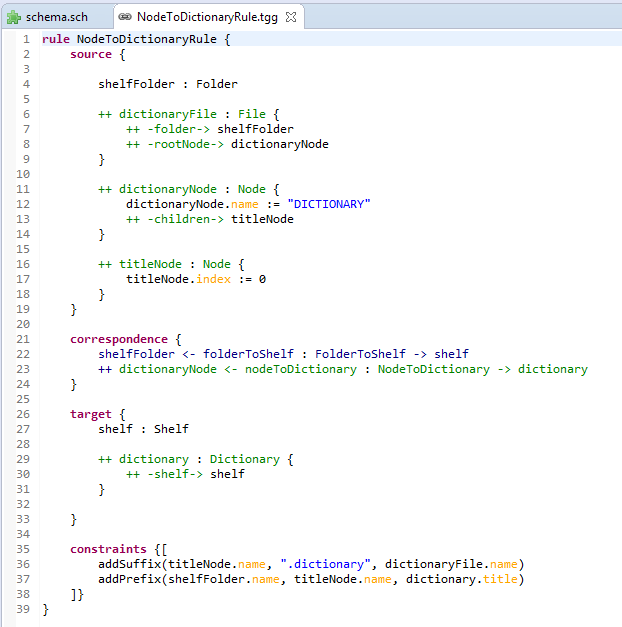 schema.sch NodeToDictionaryRule.tgg
1 rule NodeToDictionaryRule {
2 source {
3
4 shelfFolder : Folder
5
6 ++ dictionaryFile : File {
7 ++ -folder-> shelfFolder
8 ++ -rootNode-> dictionaryNode
9 }
10
11 ++ dictionaryNode : Node {
12 dictionaryNode.name := "DICTIONARY"
13 ++ -children-> titleNode
14 }
15
16 ++ titleNode : Node {
17 titleNode.index := 0
18 }
19 }
20
21 correspondence {
22 shelfFolder <- folderToShelf : FolderToShelf -> shelf
23 ++ dictionaryNode <- nodeToDictionary : NodeToDictionary -> dictionary
24 }
25
26 target {
27 shelf : Shelf
28
29 ++ dictionary : Dictionary {
30 ++ -shelf-> shelf
31 }
32
33 }
34
35 constraints {[
36 addSuffix(titleNode.name, ".dictionary", dictionaryFile.name)
37 addPrefix(shelfFolder.name, titleNode.name, dictionary.title)
38 ]}
39 }